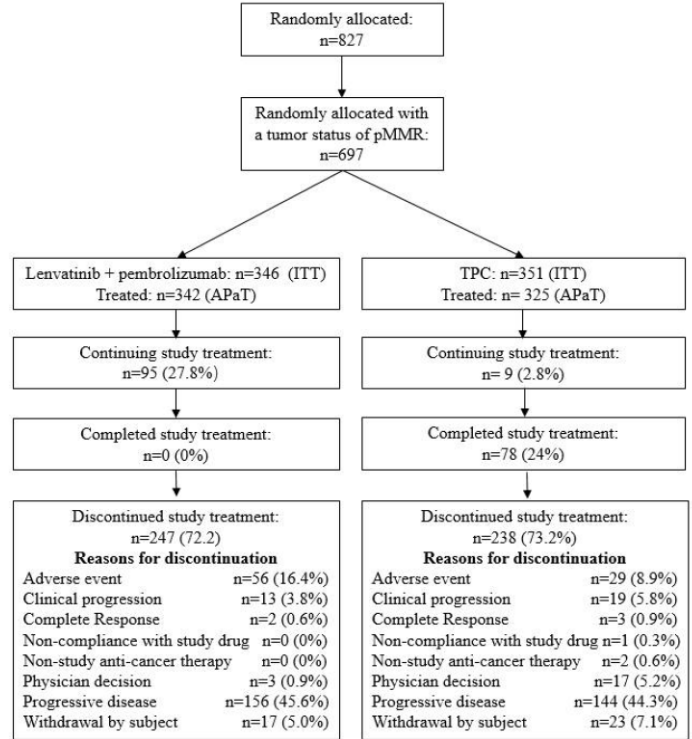 Randomly allocated:
n=827
Randomly allocated with
a tumor status of pMMR:
n=697
Lenvatinib + pembrolizumab: n=346 (ITT)
Treated: n=342 (APaT)
TPC: n=351 (ITT)
Treated: n= 325 (APaT)
Continuing study treatment:
n=95 (27.8%)
Continuing study treatment:
n= 9 (2.8%)
Completed study treatment:
n=0 (0%)
Completed study treatment:
n=78 (24%)
Discontinued study treatment:
n=247 (72.2)
Reasons for discontinuation
Adverse event n=56 (16.4%)
Clinical progression n=13 (3.8%)
Complete Response n=2 (0.6%)
Non-compliance with study drug n=0 (0%)
Non-study anti-cancer therapy n=0 (0%)
Physician decision n=3 (0.9%)
Progressive disease n=156 (45.6%)
Withdrawal by subject n=17 (5.0%)
Discontinued study treatment:
n=238 (73.2%)
Reasons for discontinuation
Adverse event n=29 (8.9%)
Clinical progression n=19 (5.8%)
Complete Response n=3 (0.9%)
Non-compliance with study drug n=1 (0.3%)
Non-study anti-cancer therapy n=2 (0.6%)
Physician decision n=17 (5.2%)
Progressive disease n=144 (44.3%)
Withdrawal by subject n=23 (7.1%)